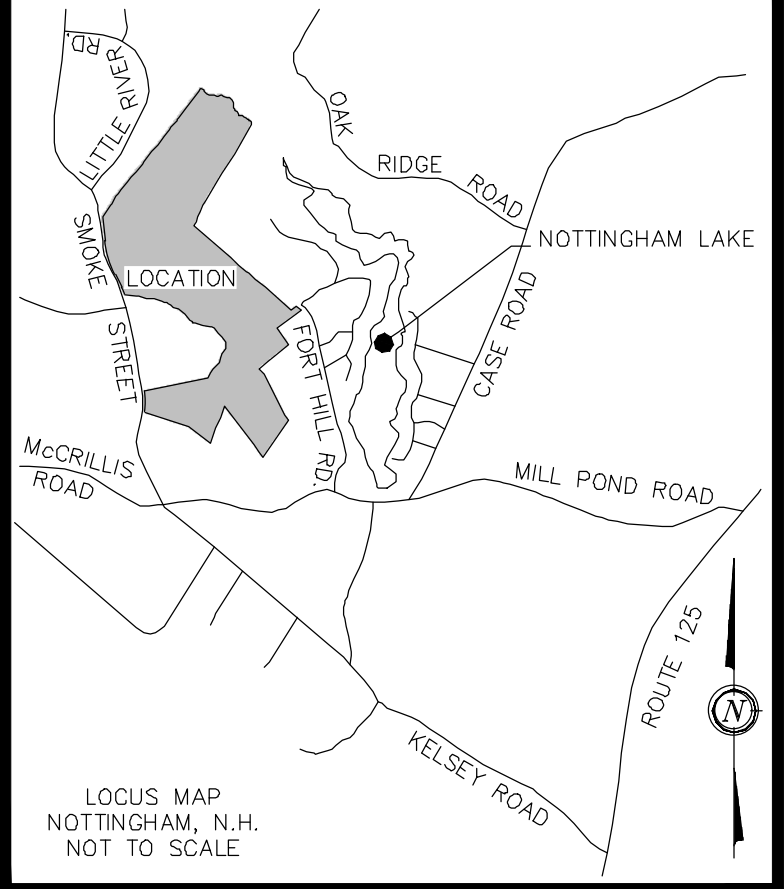 LITTLE RIVER RD.
OAK RIDGE ROAD
SMOKE STREET
LOCATION
NOTTINGHAM LAKE
CASE ROAD
FORT HILL RD.
McCRILLIS
ROAD
MILL POND ROAD
ROUTE 125
N
KELSEY ROAD
LOCUS MAP
NOTTINGHAM, N.H.
NOT TO SCALE